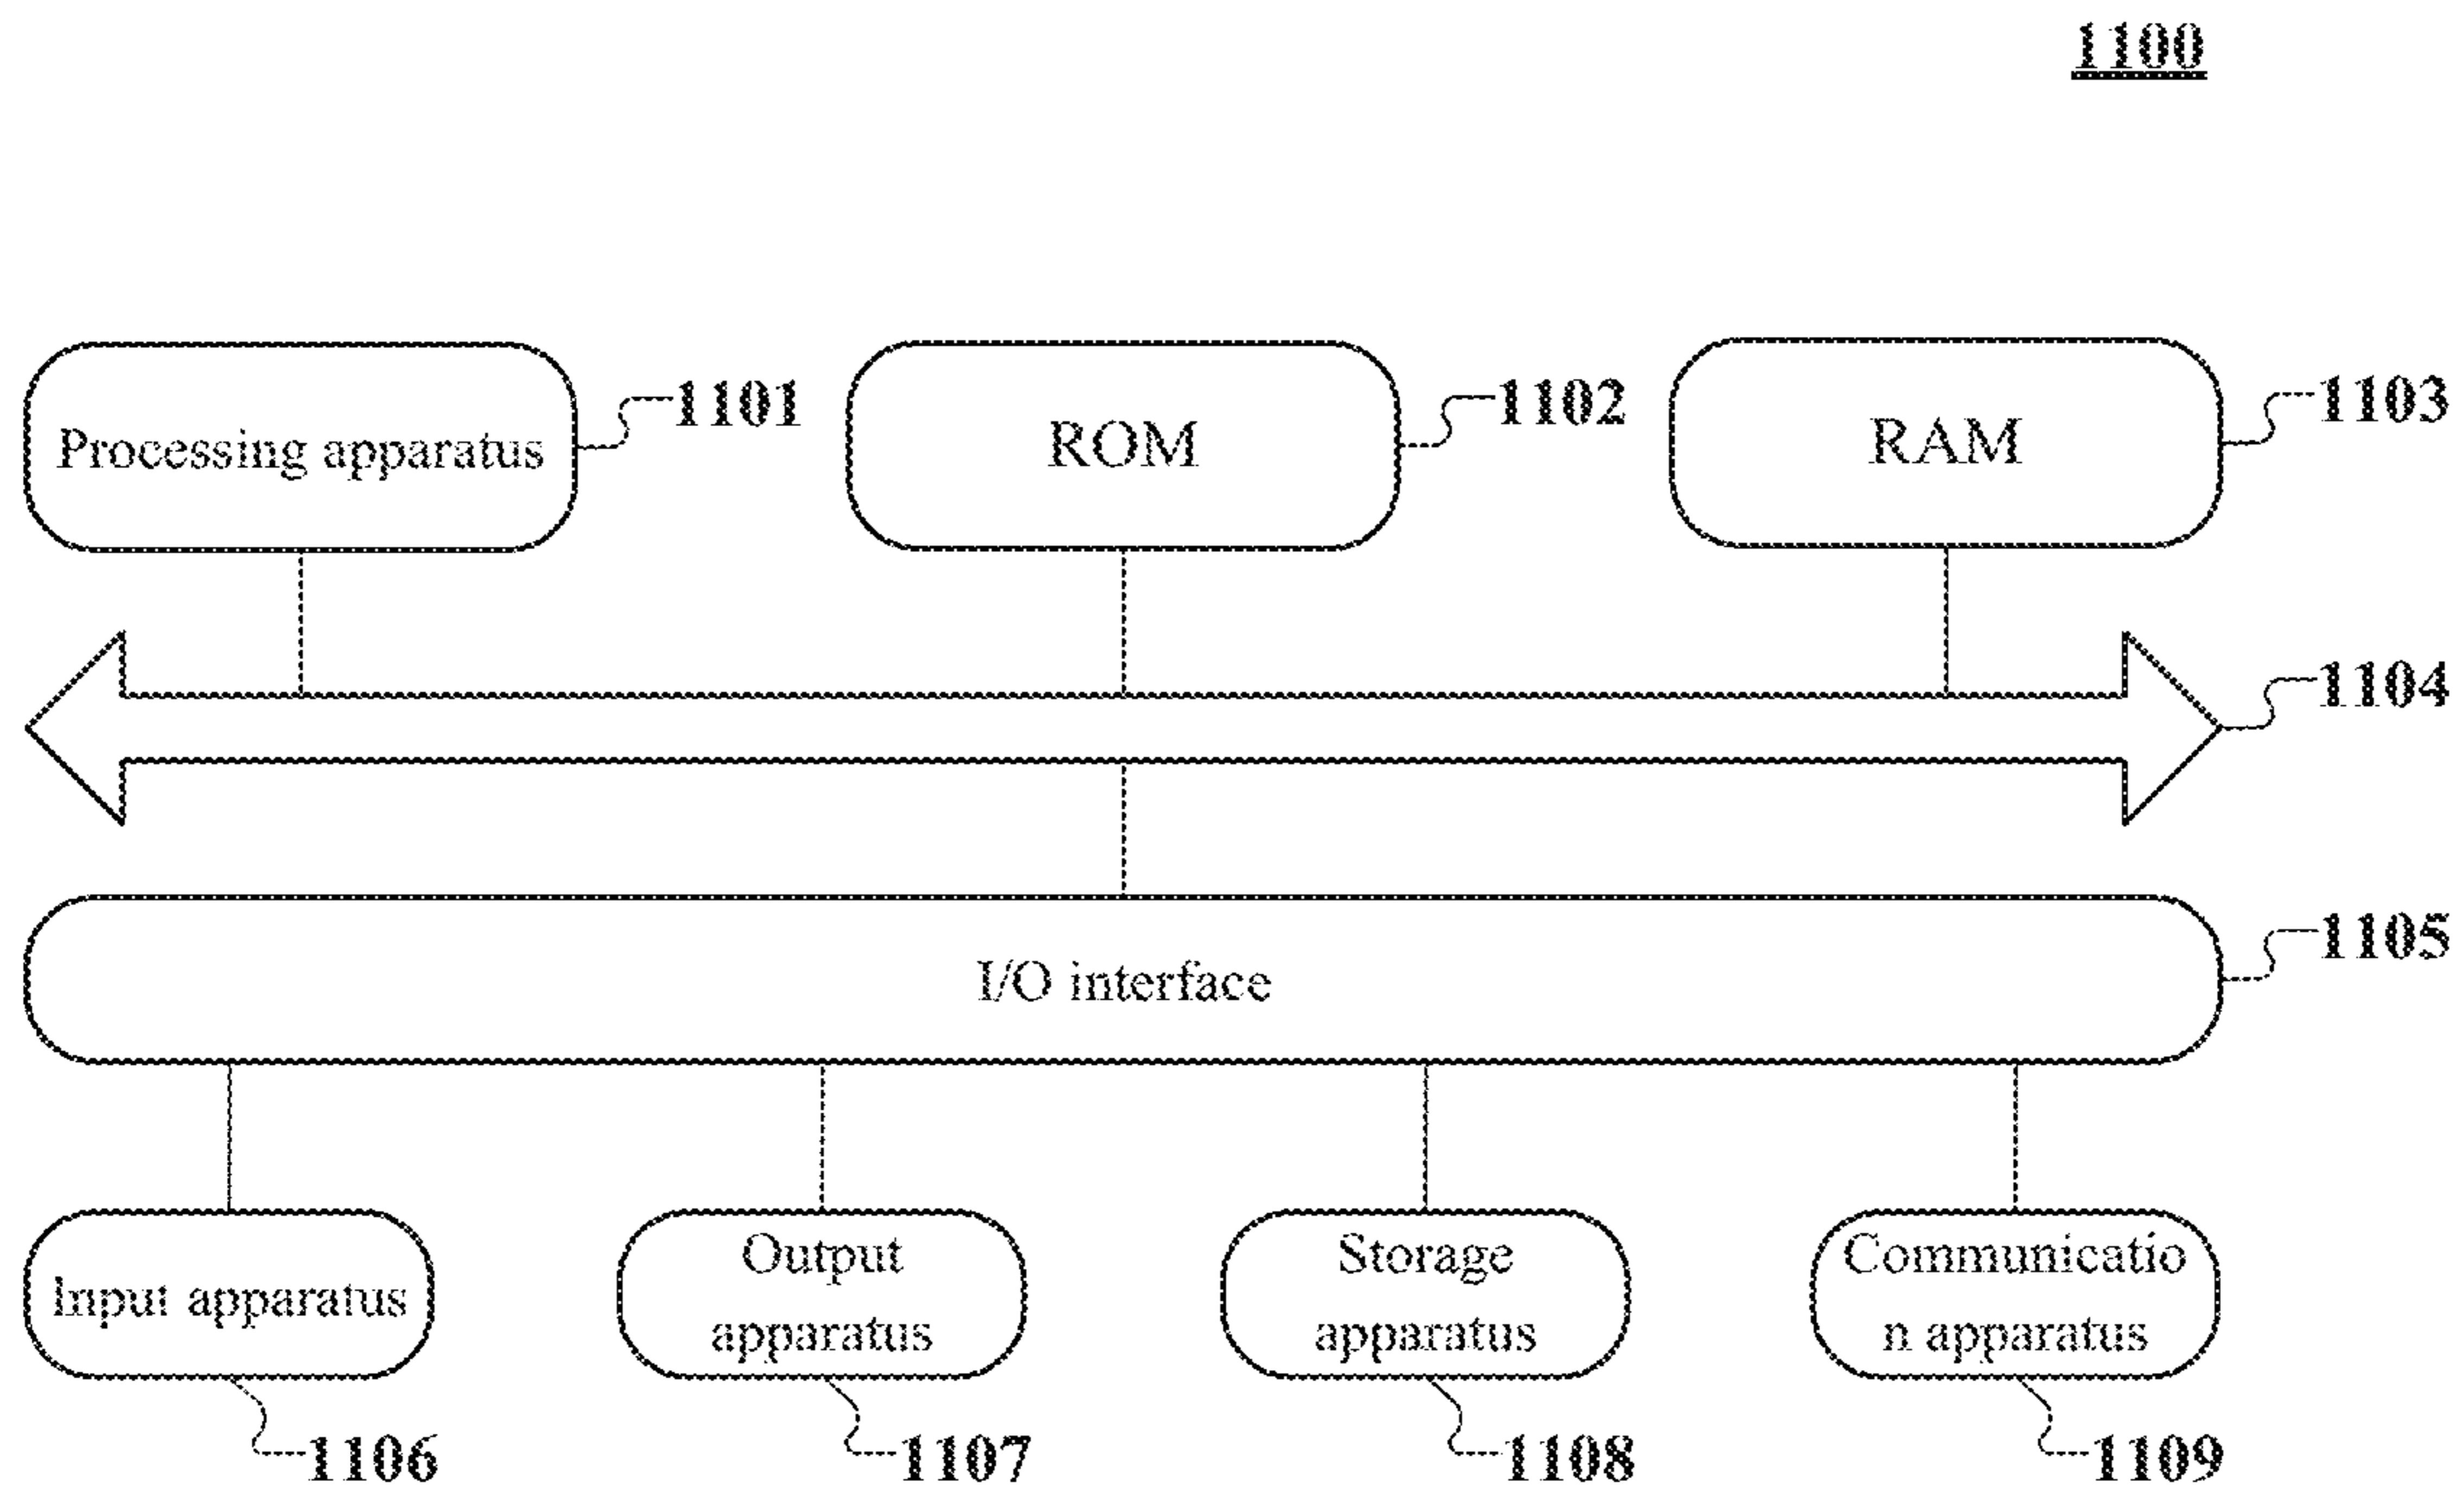 1100
Processing apparatus
1101
ROM
1102
RAM
1103
1104
I/O interface
1105
Input apparatus
Output
apparatus
Storage
apparatus
Communicatio
n apparatus
1106
1107
1108
1109